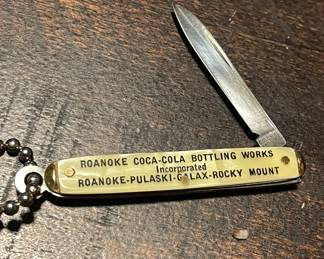 ROANOKE COCA-COLA BOTTLING WORKS
Incorporated
ROANOKE-PULASKI-GALAX-ROCKY MOUNT